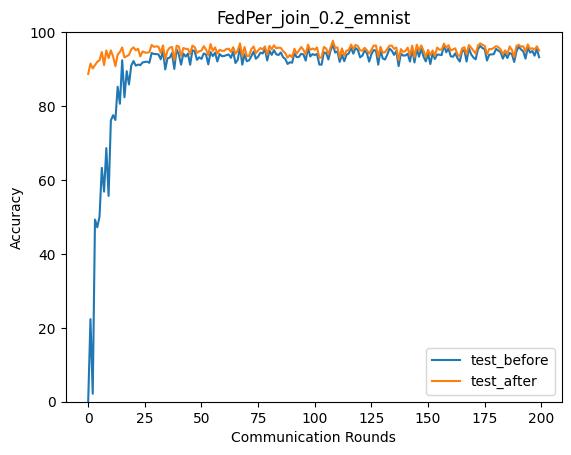 FedPer_join_0.2_emnist
Accuracy
100
80
60
40
20
0
0 25 50 75 100 125 150 175 200
Communication Rounds
test_before
test_after